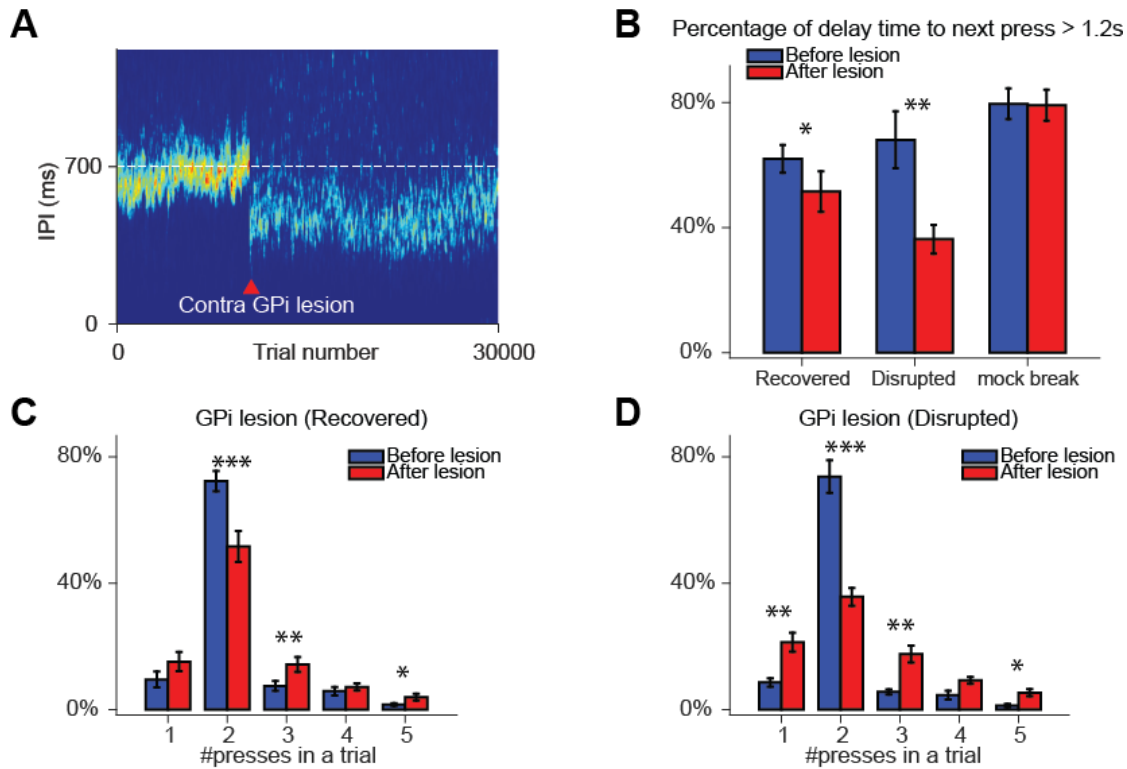 A
IPI (ms)
700
0
Contra GPi lesion
0
Trial number
30000
B
Percentage of delay time to next press > 1.2s
Before lesion
After lesion
80%
40%
0%
*
**
Recovered
Disrupted
mock break
C
GPi lesion (Recovered)
Before lesion
After lesion
80%
40%
0%
***
**
*
1
2
3
4
5
#presses in a trial
D
GPi lesion (Disrupted)
Before lesion
After lesion
80%
40%
0%
**
***
**
*
1
2
3
4
5
#presses in a trial